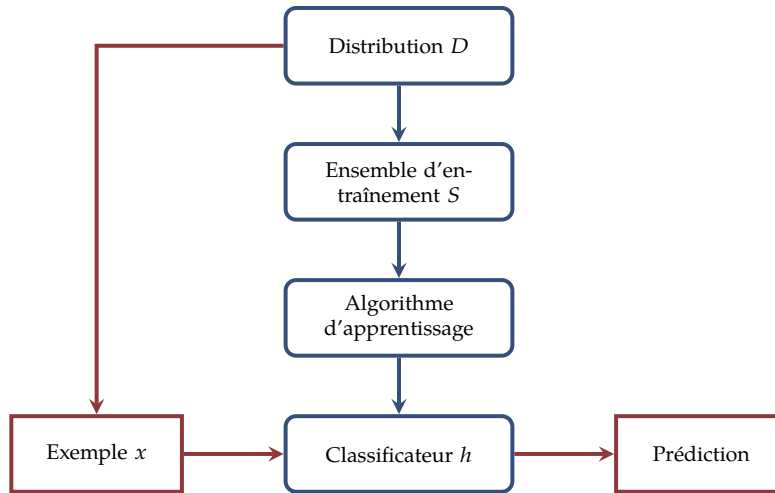 Distribution D
Ensemble d'en-
traînement S
Algorithme
d'apprentissage
Exemple x
Classificateur h
Prédiction